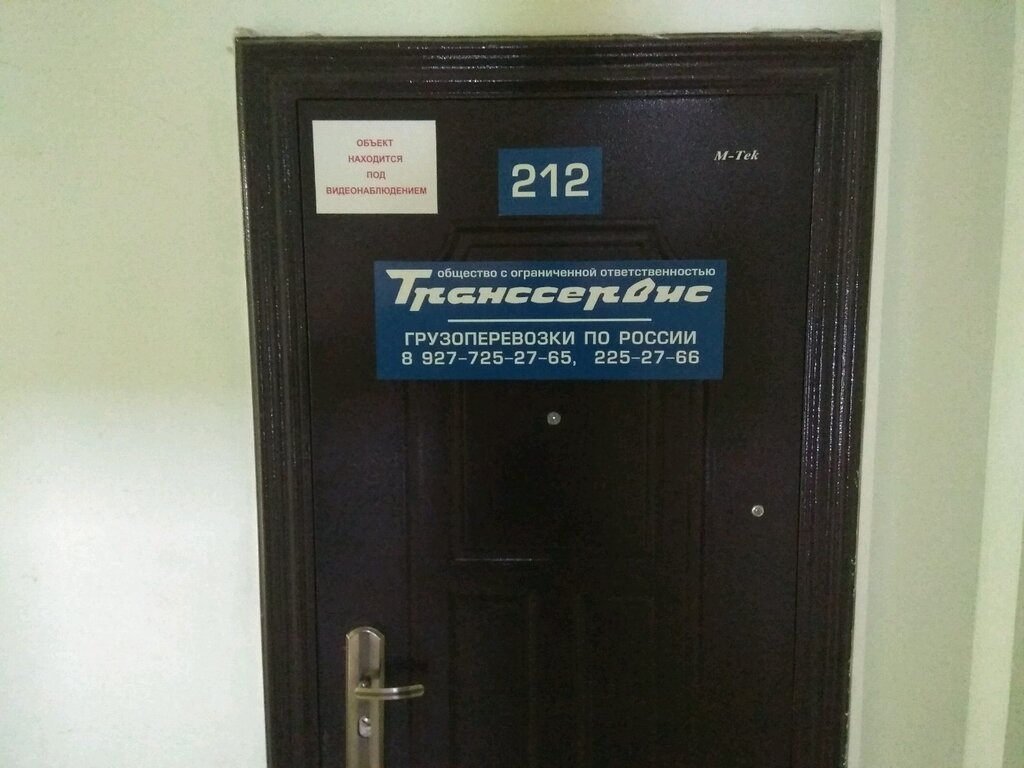 ОБЪЕКТ
НАХОДИТСЯ
ПОД
ВИДЕОНАБЛЮДЕНИЕМ
212
M-Tek
общество с ограниченной ответственностью
Транссервис
ГРУЗОПЕРЕВОЗКИ ПО РОССИИ
8 927-725-27-65, 225-27-66